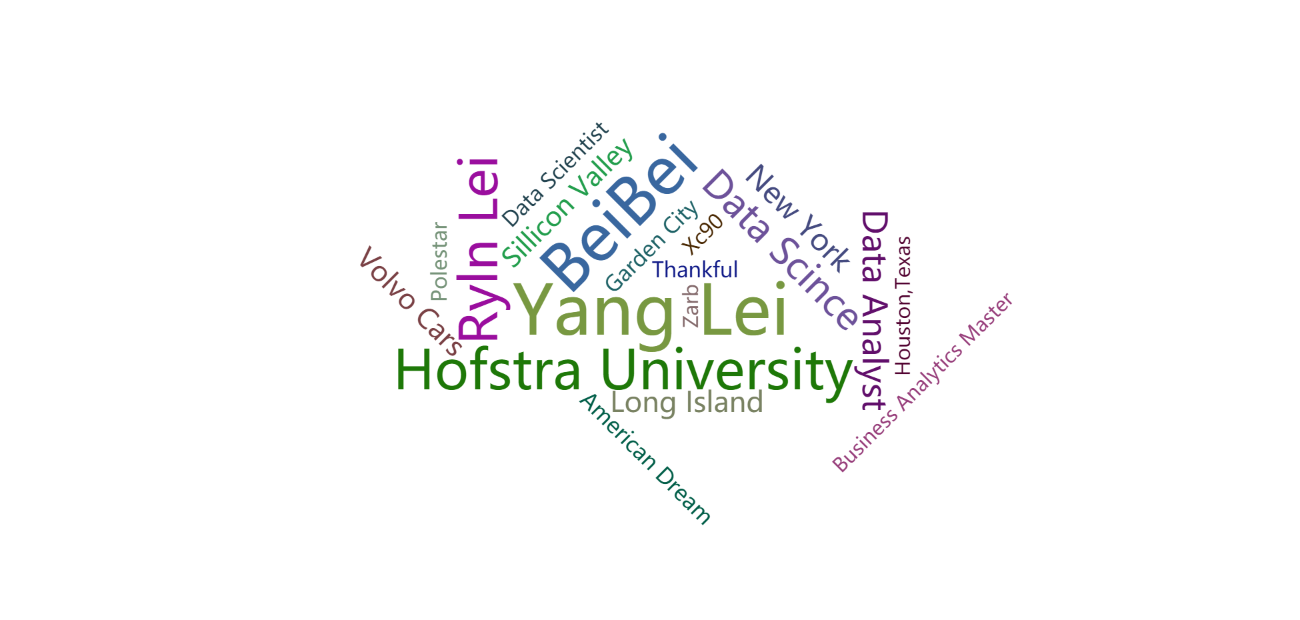 Data Scientist
Sillicon Valley
BeiBei
Ryln Lei
Polestar
Volvo Cars
Garden City
Xc90
Thankful
Data Scince
New York
Data Analyst
Houston,Texas
Yang Lei
Zarb
Hofstra University
Long Island
American Dream
Business Analytics Master